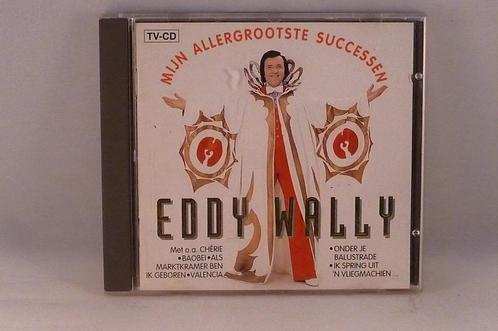 TV-CD
MIJN ALLERGROOTSTE SUCCESSEN
EDDY WALLY
Met o.a. CHÉRIE
•BAOBEI•ALS
MARKTKRAMER BEN
IK GEBOREN•VALENCIA
•ONDER JE
BALUSTRADE
•IK SPRING UIT
'N VLIEGMACHIEN ...